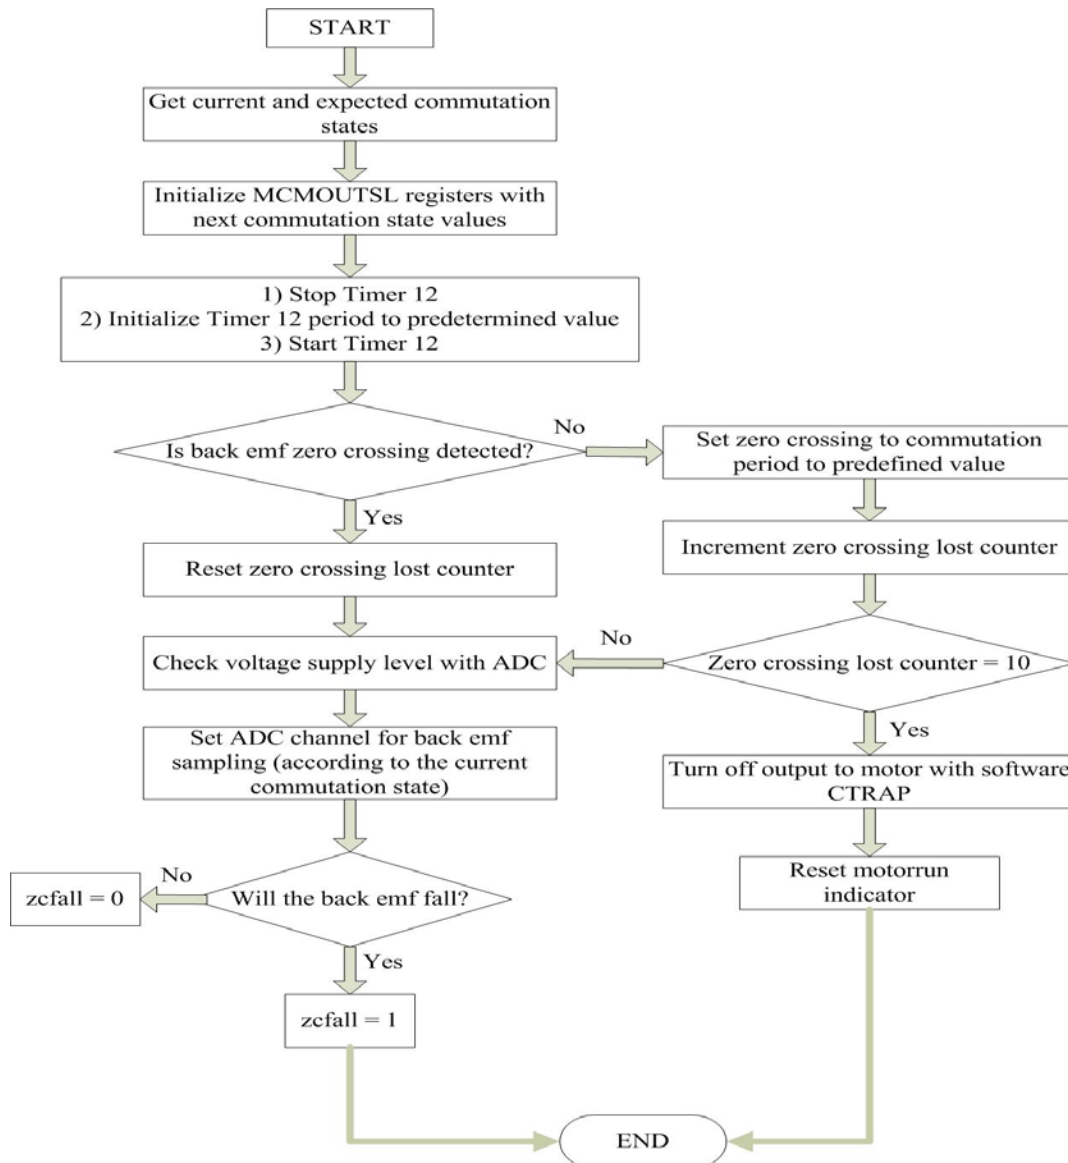 START
Get current and expected commutation
states
Initialize MCMOUTSL registers with
next commutation state values
1) Stop Timer 12
2) Initialize Timer 12 period to predetermined value
3) Start Timer 12
Is back emf zero crossing detected?
No
Set zero crossing to commutation
period to predefined value
Yes
Increment zero crossing lost counter
Reset zero crossing lost counter
Zero crossing lost counter = 10
No
Check voltage supply level with ADC
Yes
Set ADC channel for back emf
sampling (according to the current
commutation state)
Turn off output to motor with software
CTRAP
Reset motorrun
indicator
Will the back emf fall?
No
zcfall = 0
Yes
zcfall = 1
END